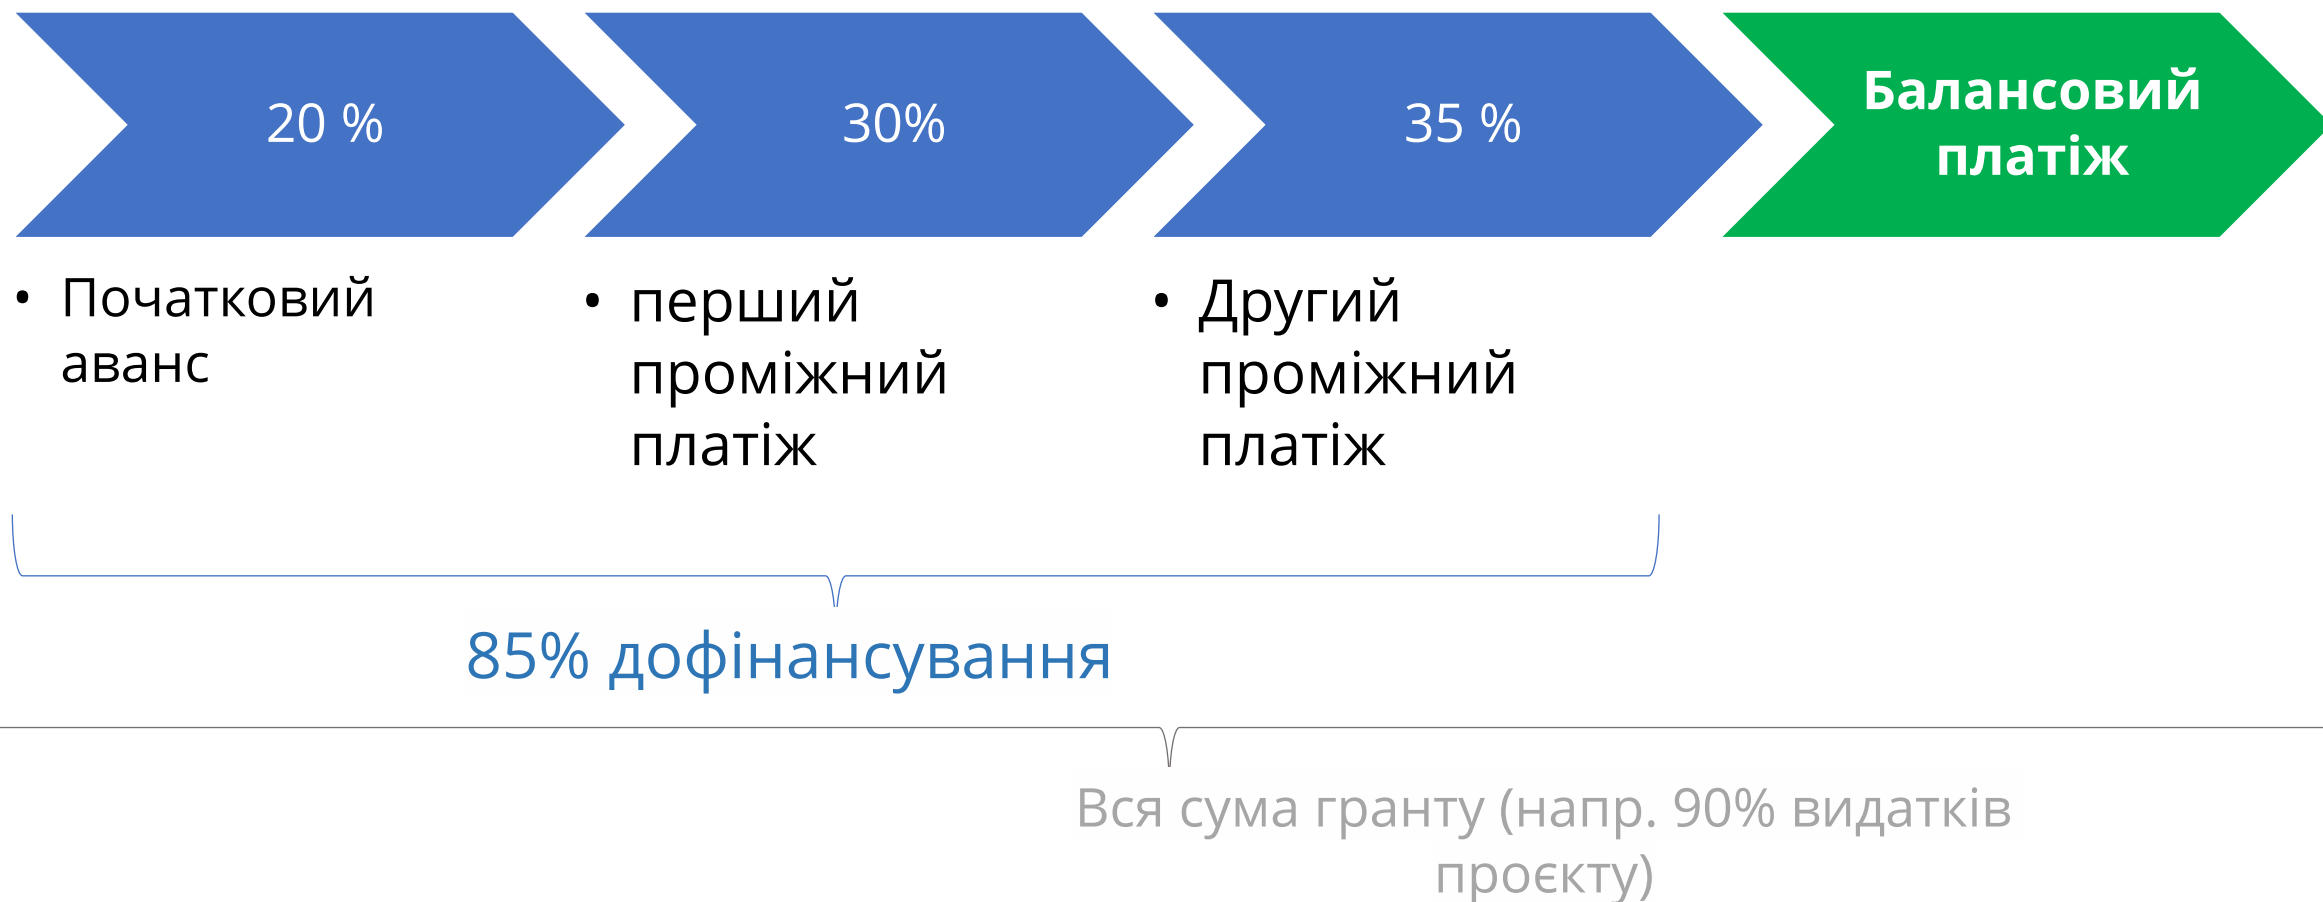 20 %
30%
35 %
Балансовий
платіж
• Початковий
аванс
• перший
проміжний
платіж
• Другий
проміжний
платіж
85% дофінансування
Вся сума гранту (напр. 90% видатків
проєкту)